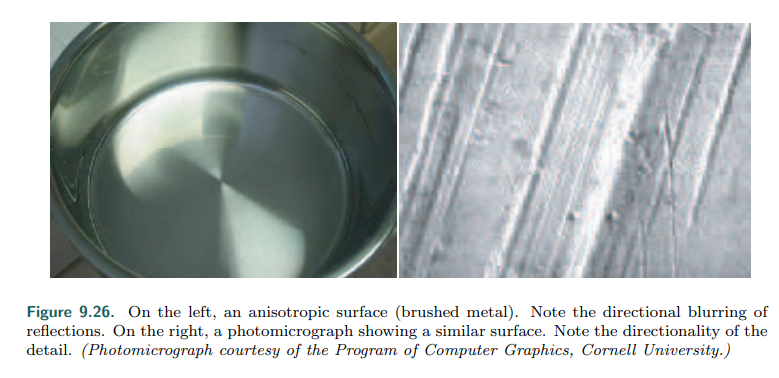 Figure 9.26. On the left, an anisotropic surface (brushed metal). Note the directional blurring of
reflections. On the right, a photomicrograph showing a similar surface. Note the directionality of the
detail. (Photomicrograph courtesy of the Program of Computer Graphics, Cornell University.)